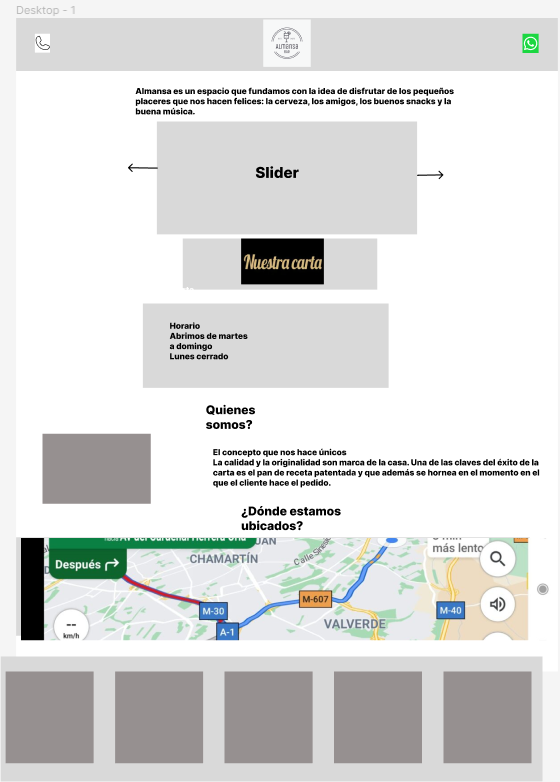 Desktop - 1
ALMANSA
BAR
Almansa es un espacio que fundamos con la idea de disfrutar de los pequeños
placeres que nos hacen felices: la cerveza, los amigos, los buenos snacks y la
buena música.
Slider
Nuestra carta
Horario
Abrimos de martes
a domingo
Lunes cerrado
Quienes
somos?
El concepto que nos hace únicos
La calidad y la originalidad son marca de la casa. Una de las claves del éxito de la
carta es el pan de receta patentada y que además se hornea en el momento en el
que el cliente hace el pedido.
¿Dónde estamos
ubicados?
Av del Cardenal Herrera Oria
más lento
Después
CHAMARTÍN
M-30
M-607
M-40
A-1
VALVERDE
--
km/h